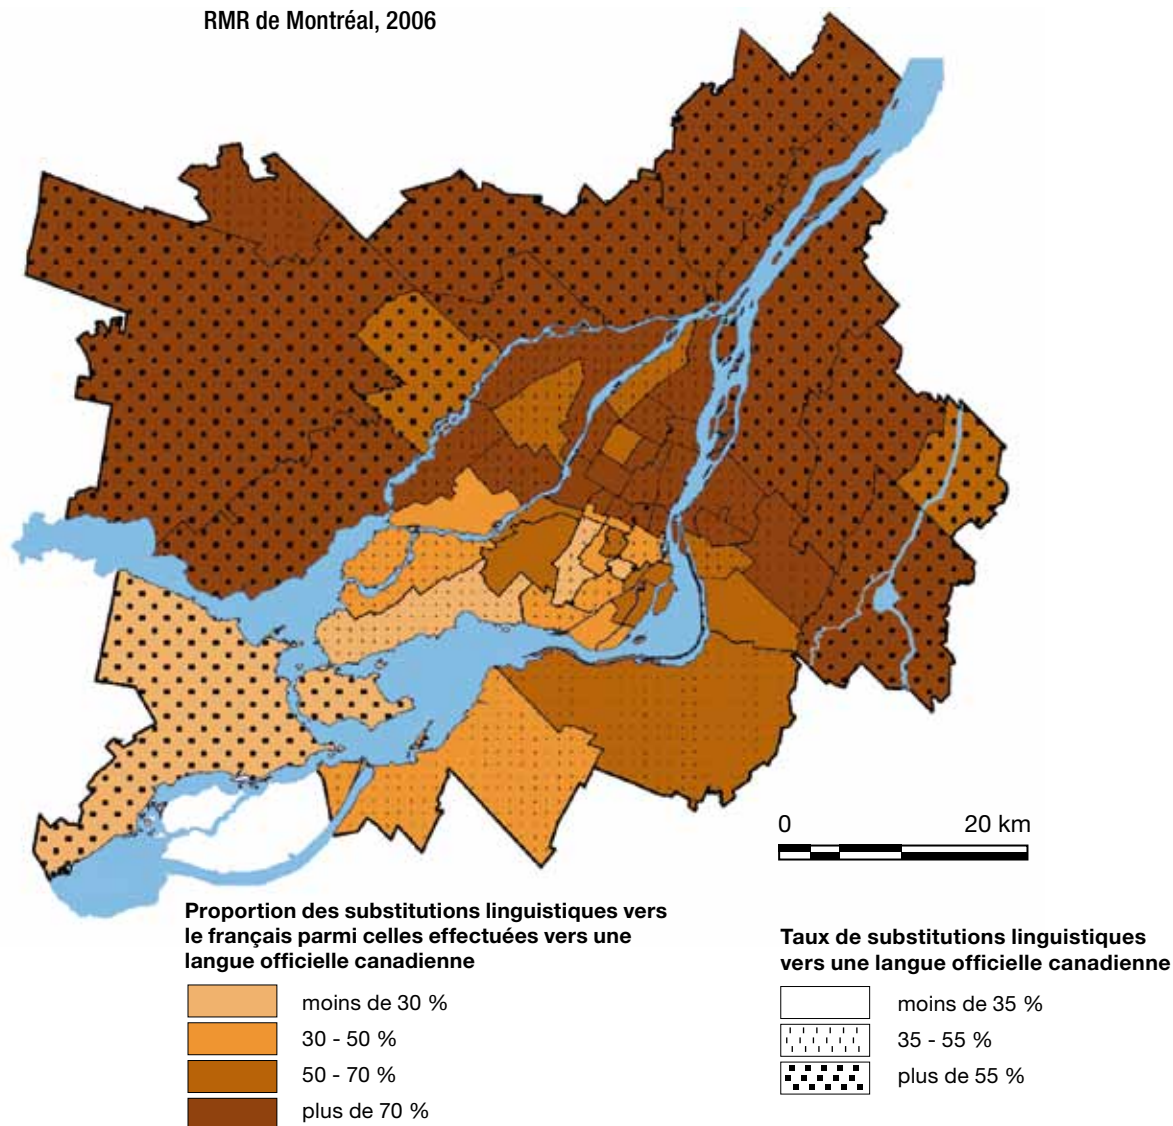 RMR de Montréal, 2006
0 20 km
Proportion des substitutions linguistiques vers
le français parmi celles effectuées vers une
langue officielle canadienne
moins de 30 %
30 - 50 %
50 - 70 %
plus de 70 %
Taux de substitutions linguistiques
vers une langue officielle canadienne
moins de 35 %
35 - 55 %
plus de 55 %